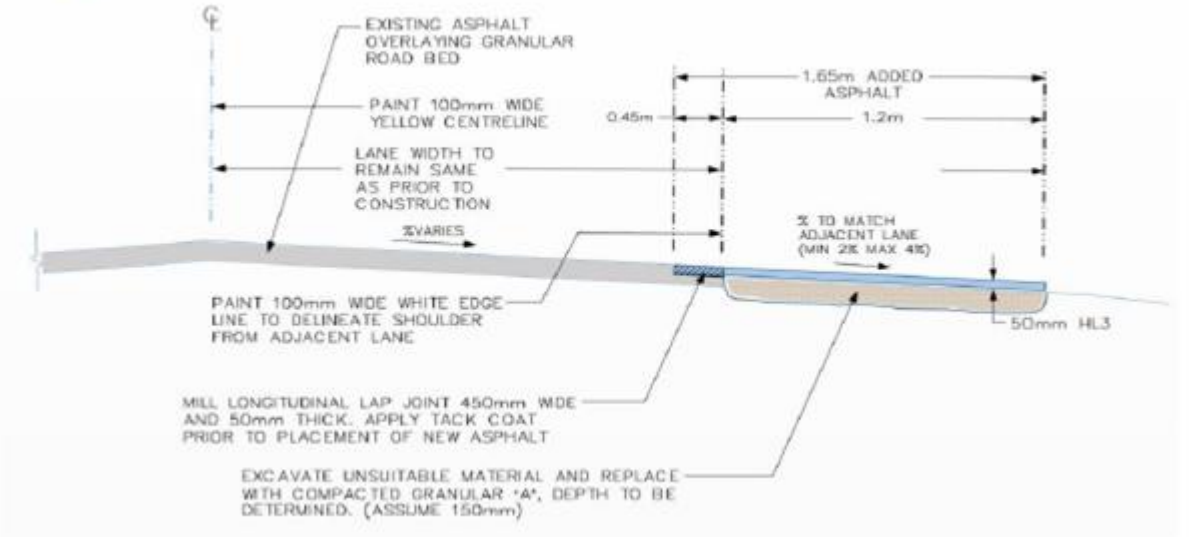 ℄
EXISTING ASPHALT
OVERLAYING GRANULAR
ROAD BED
PAINT 100mm WIDE
YELLOW CENTRELINE
LANE WIDTH TO
REMAIN SAME
AS PRIOR TO
CONSTRUCTION
1.65m ADDED
ASPHALT
0.45m
1.2m
%VARIES
% TO MATCH
ADJACENT LANE
(MIN 2% MAX 4%)
PAINT 100mm WIDE WHITE EDGE
LINE TO DELINEATE SHOULDER
FROM ADJACENT LANE
50mm HL3
MILL LONGITUDINAL LAP JOINT 450mm WIDE
AND 50mm THICK. APPLY TACK COAT
PRIOR TO PLACEMENT OF NEW ASPHALT
EXCAVATE UNSUITABLE MATERIAL AND REPLACE
WITH COMPACTED GRANULAR 'A', DEPTH TO BE
DETERMINED. (ASSUME 150mm)